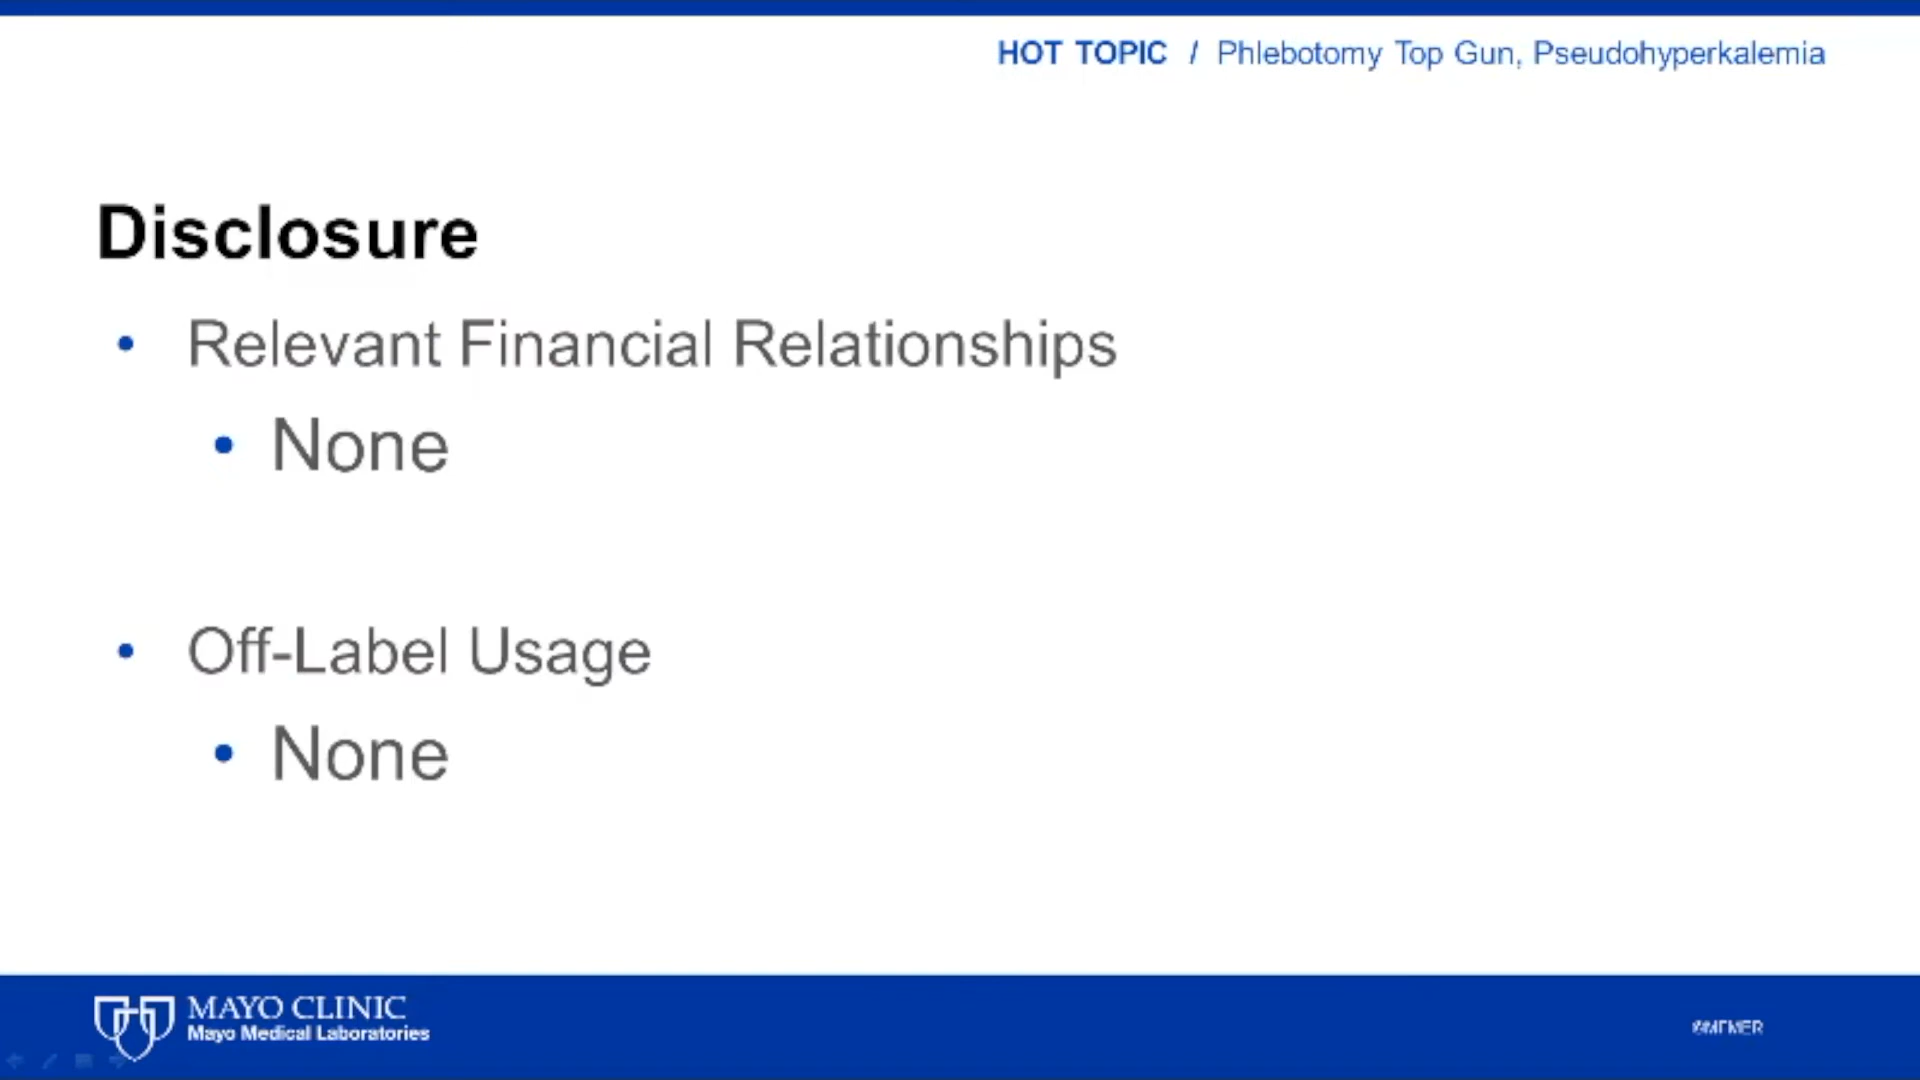 HOT TOPIC / Phlebotomy Top Gun, Pseudohyperkalemia
Disclosure
• Relevant Financial Relationships
• None
• Off-Label Usage
• None
MAYO CLINIC
Mayo Medical Laboratories
©MFMER